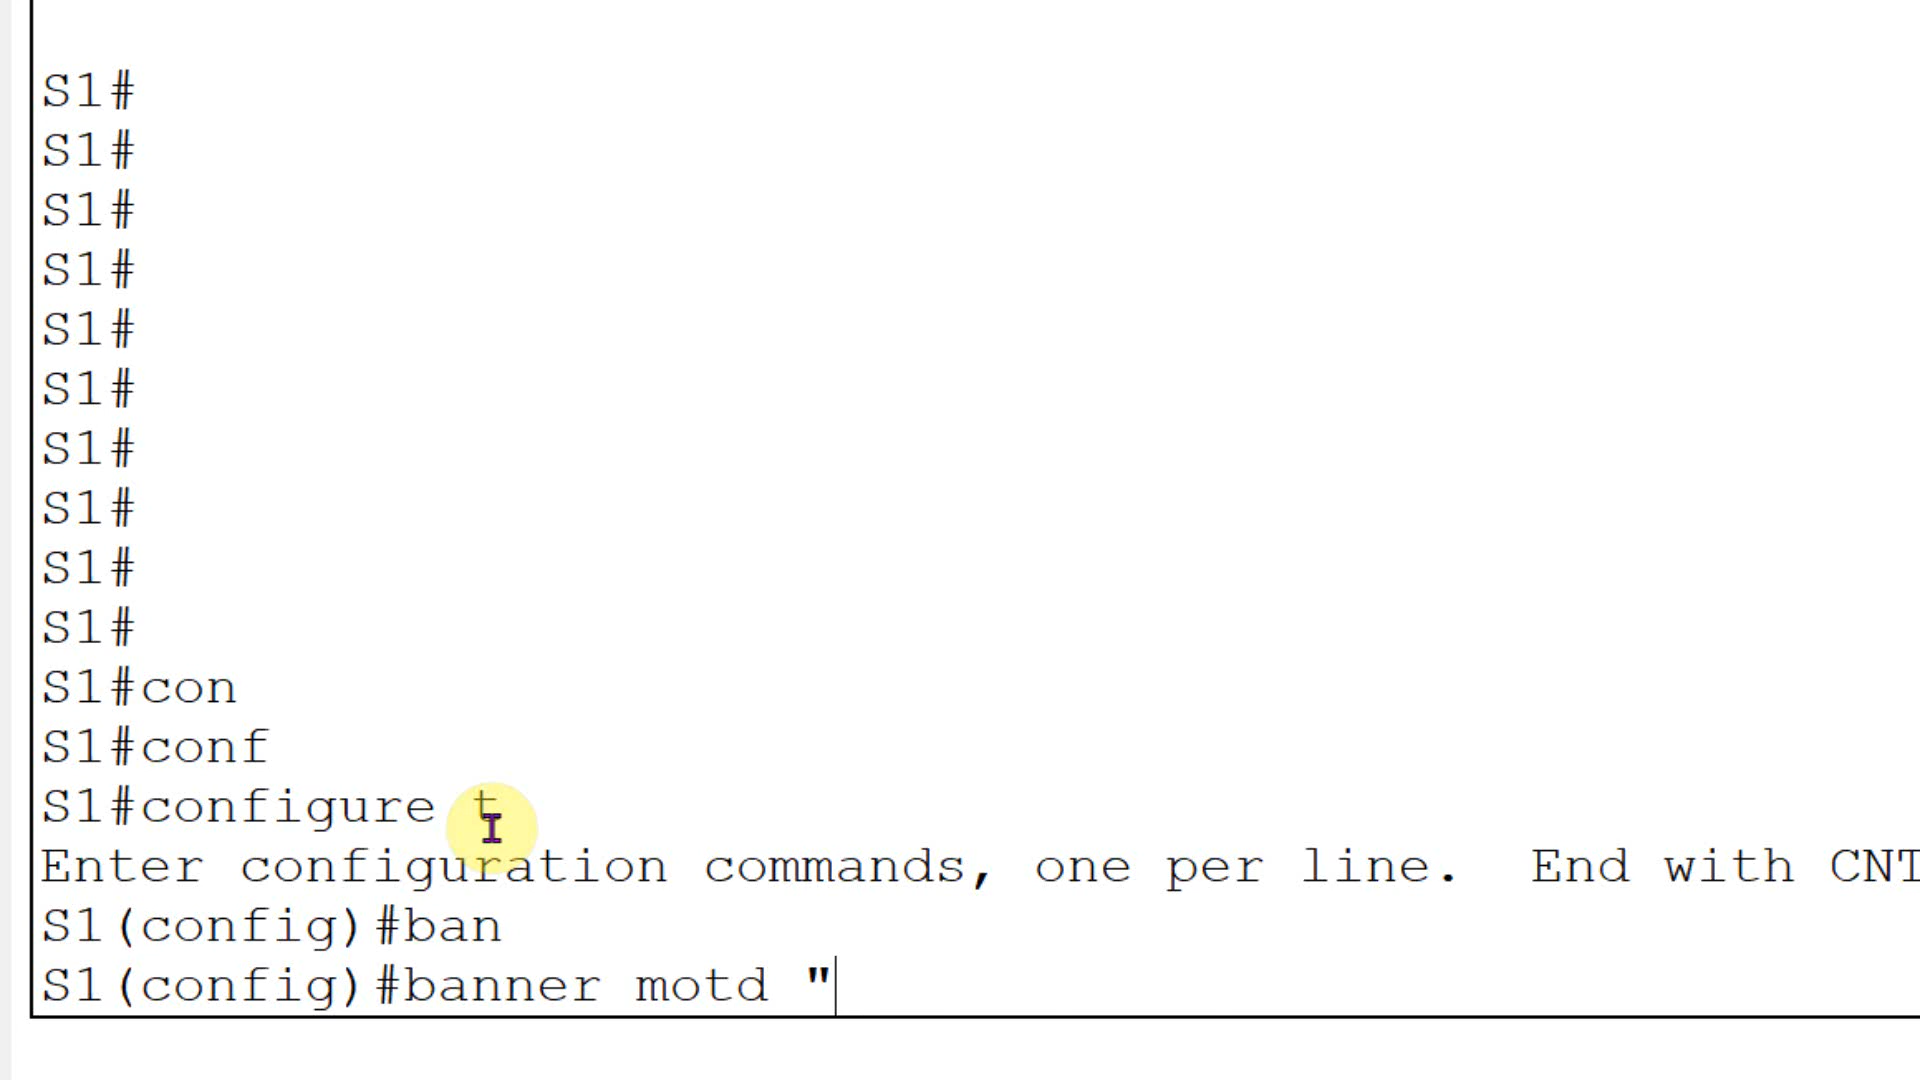 S1#
S1#
S1#
S1#
S1#
S1#
S1#
S1#
S1#
S1#
S1#con
S1#conf
S1#configure t
Enter configuration commands, one per line.  End with CNT
S1(config)#ban
S1(config)#banner motd "